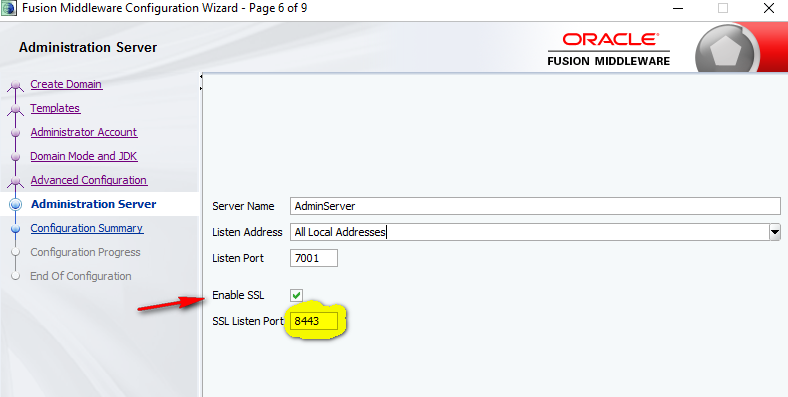 Fusion Middleware Configuration Wizard - Page 6 of 9
Administration Server
ORACLE
FUSION MIDDLEWARE
Create Domain
Templates
Administrator Account
Domain Mode and JDK
Advanced Configuration
Administration Server
Configuration Summary
Configuration Progress
End Of Configuration
Server Name AdminServer
Listen Address All Local Addresses
Listen Port 7001
Enable SSL
SSL Listen Port 8443